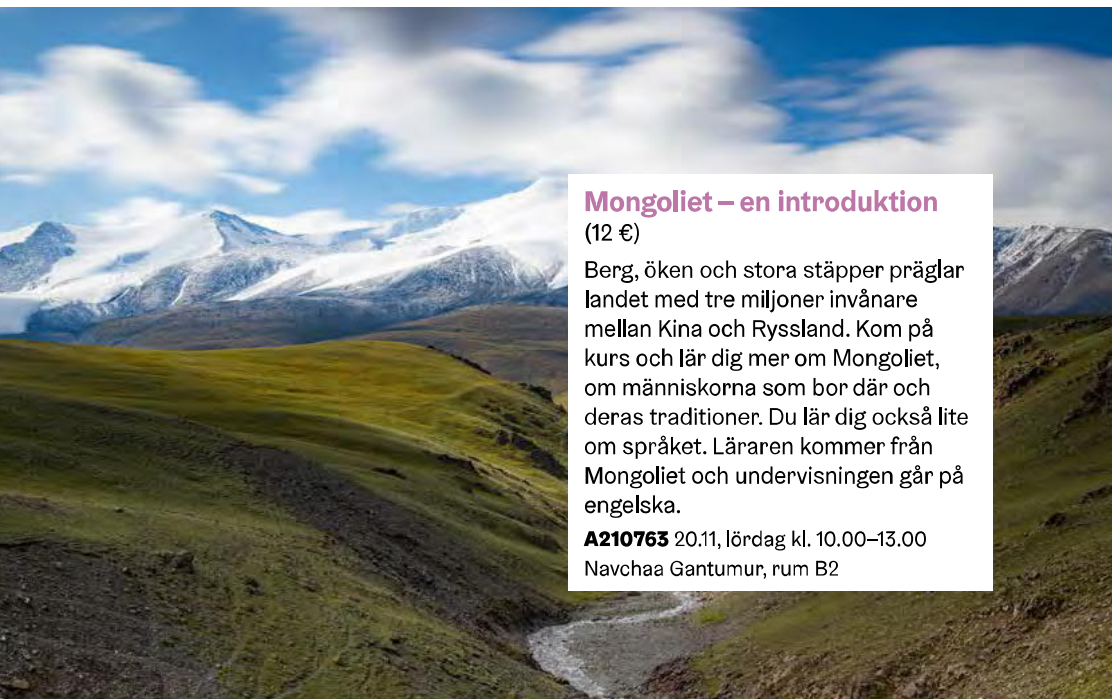 Mongoliet – en introduktion
(12 €)
Berg, öken och stora stäpper präglar
landet med tre miljoner invånare
mellan Kina och Ryssland. Kom på
kurs och lär dig mer om Mongoliet,
om människorna som bor där och
deras traditioner. Du lär dig också lite
om språket. Läraren kommer från
Mongoliet och undervisningen går på
engelska.
A210763 20.11, lördag kl. 10.00–13.00
Navchaa Gantumur, rum B2